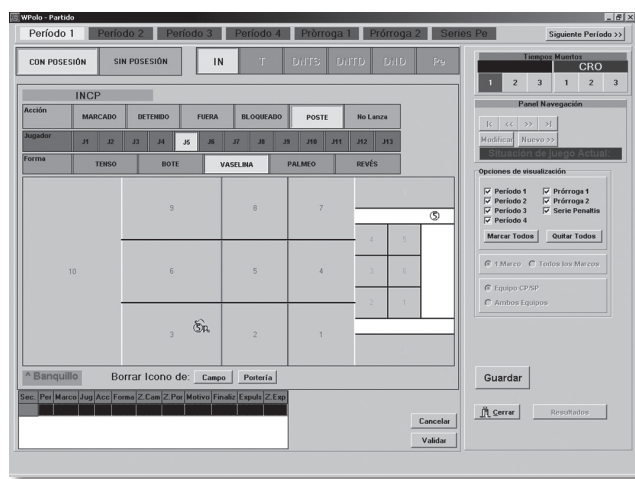 WPolo - Partido
Período 1 Período 2 Período 3 Período 4 Pròrroga 1 Prórroga 2 Series Pe Siguiente Período >>
CON POSESIÓN SIN POSESIÓN IN T DNTS DNTD DND Pe
Tiempos Muertos
CRO
1 2 3 1 2 3
INCP
Acción MARCADO DETENIDO FUERA BLOQUEADO POSTE No Lanza
Jugador J1 J2 J3 J4 J5 J6 J7 J8 J9 J10 J11 J12 J13
Forma TENSO BOTE VASELINA PALMEO REVÉS
Panel Navegación
|< << >> >|
Modificar Nuevo >>
Situación de juego Actual:
Opciones de visualización
Período 1 Prórroga 1
Período 2 Prórroga 2
Período 3 Serie Penaltis
Período 4
Marcar Todos Quitar Todos
1 Marco Todos los Marcos
Equipo CP/SP
Ambos Equipos
9 8 7
5
4
10 6 5 4 3
2 1
3 5 2 1
^ Banquillo Borrar Icono de: Campo Portería
Guardar
Sec. Per Marco Jug Acc Forma Z.Cam Z.Por Motivo Finaliz Expuls Z.Exp
Cerrar Resultados
Cancelar
Validar